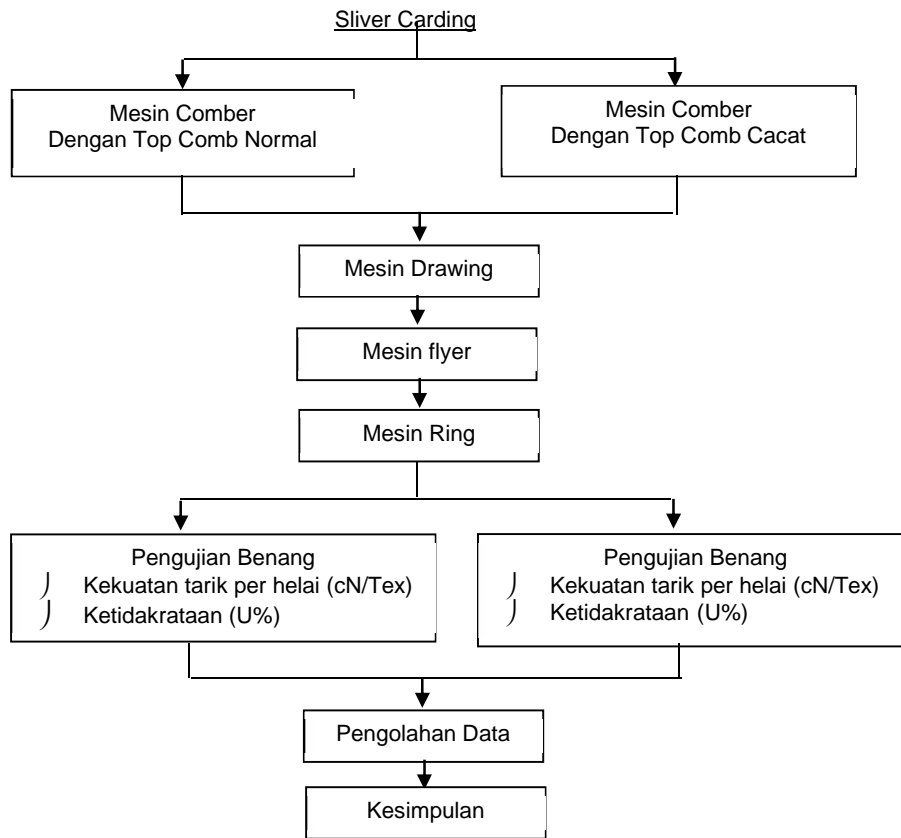 Sliver Carding
Mesin Comber
Dengan Top Comb Normal
Mesin Comber
Dengan Top Comb Cacat
Mesin Drawing
Mesin flyer
Mesin Ring
Pengujian Benang
Kekuatan tarik per helai (cN/Tex)
Ketidakrataan (U%)
Pengujian Benang
Kekuatan tarik per helai (cN/Tex)
Ketidakrataan (U%)
Pengolahan Data
Kesimpulan